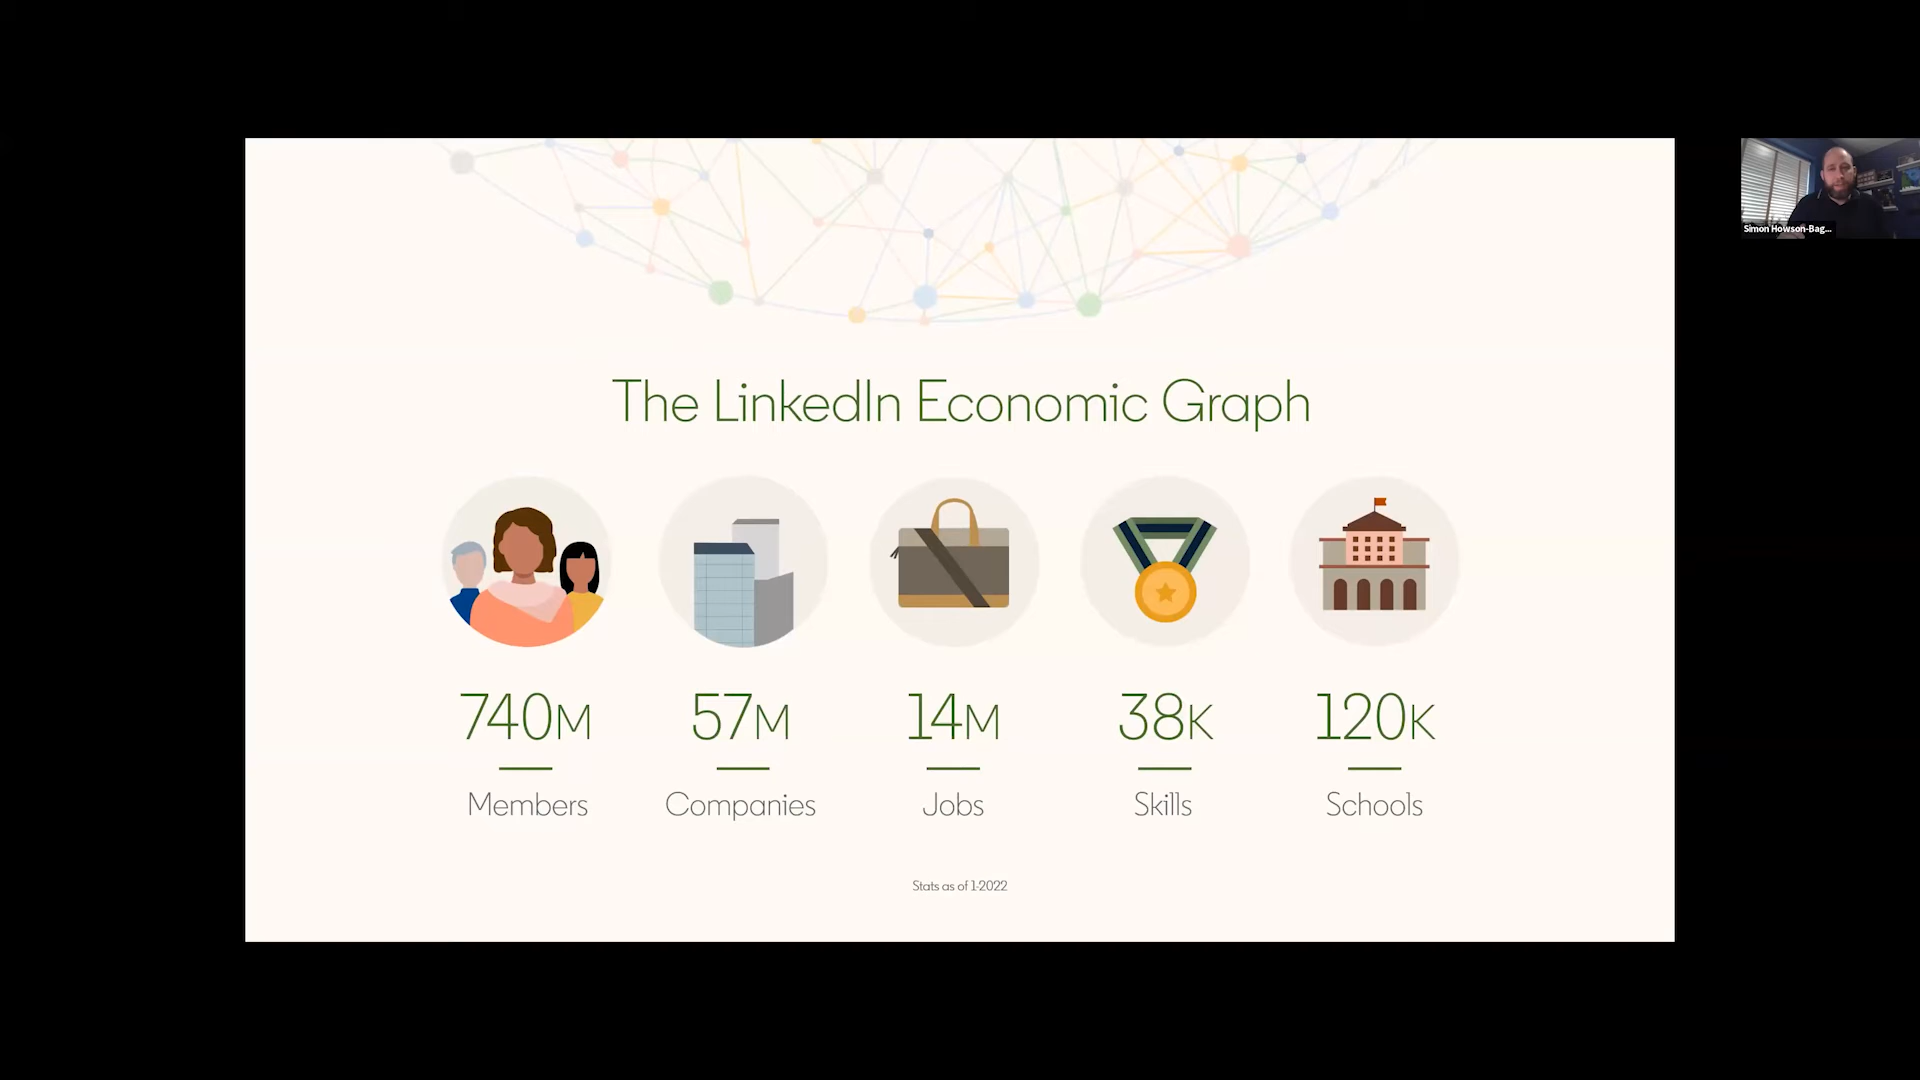 The LinkedIn Economic Graph
740M
57M
14M
38K
120K
Members
Companies
Jobs
Skills
Schools
Stats as of 1-2022
Simon Howson-Bag...